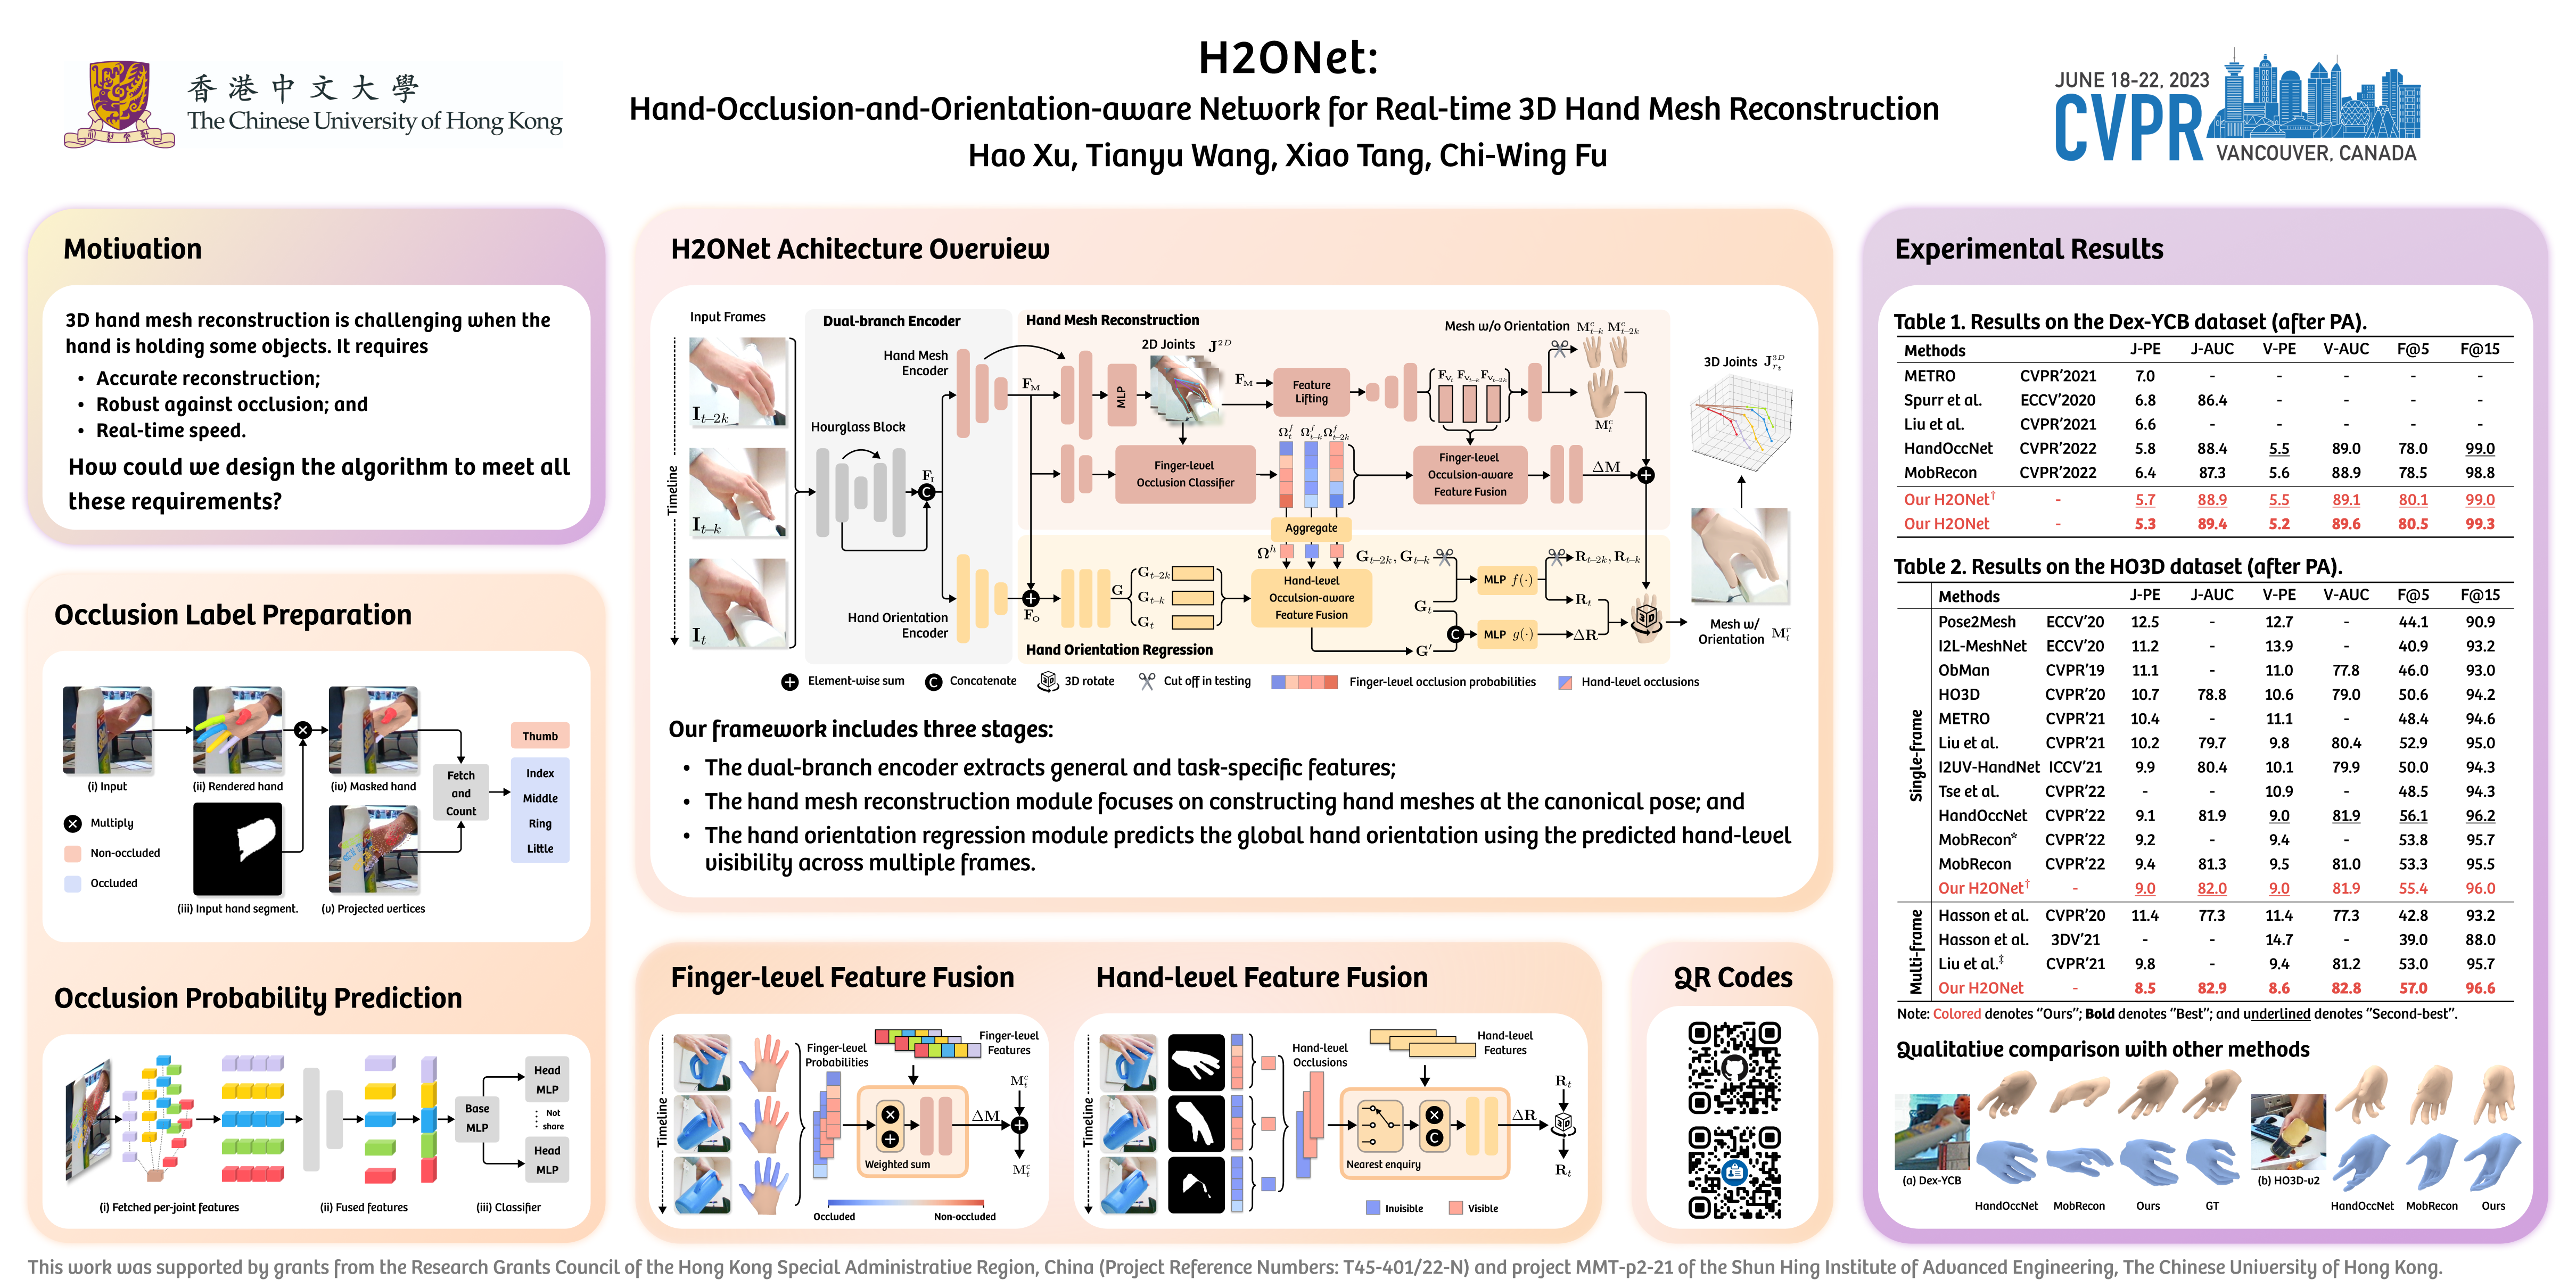 香港中文大學
The Chinese University of Hong Kong
H2ONet:
Hand-Occlusion-and-Orientation-aware Network for Real-time 3D Hand Mesh Reconstruction
Hao Xu, Tianyu Wang, Xiao Tang, Chi-Wing Fu
JUNE 18-22, 2023
CVPR
VANCOUVER, CANADA
Motivation
3D hand mesh reconstruction is challenging when the
hand is holding some objects. It requires
• Accurate reconstruction;
• Robust against occlusion; and
• Real-time speed.
How could we design the algorithm to meet all
these requirements?
Occlusion Label Preparation
(i) Input
(ii) Rendered hand
(iv) Masked hand
Fetch
and
Count
Thumb
Index
Middle
Ring
Little
Multiply
Non-occluded
Occluded
(iii) Input hand segment.
(v) Projected vertices
Occlusion Probability Prediction
Base
MLP
Head
MLP
Not
share
Head
MLP
(i) Fetched per-joint features
(ii) Fused features
(iii) Classifier
H2ONet Achitecture Overview
Input Frames
Timeline
I_{t-2k}
I_{t-k}
I_t
Dual-branch Encoder
Hand Mesh
Encoder
Hourglass Block
F_I
C
Hand Orientation
Encoder
Hand Mesh Reconstruction
F_M
MLP
2D Joints J^{2D}
F_M
Feature
Lifting
F_{V_t} F_{V_{t-k}} F_{V_{t-2k}}
Mesh w/o Orientation M^c_{t-k} M^c_{t-2k}
M^c_t
Finger-level
Occlusion Classifier
Ω^f_t Ω^f_{t-k} Ω^f_{t-2k}
Finger-level
Occulsion-aware
Feature Fusion
ΔM
Aggregate
Ω^h
F_O
G
G_{t-2k}
G_{t-k}
G_t
Hand-level
Occulsion-aware
Feature Fusion
G_{t-2k}, G_{t-k}
G_t
G'
C
MLP f(·)
MLP g(·)
R_{t-2k}, R_{t-k}
R_t
ΔR
Hand Orientation Regression
3D
3D Joints J^{3D}_{r_t}
Mesh w/
Orientation M^r_t
Element-wise sum
C Concatenate
3D 3D rotate
Cut off in testing
Finger-level occlusion probabilities
Hand-level occlusions
Our framework includes three stages:
• The dual-branch encoder extracts general and task-specific features;
• The hand mesh reconstruction module focuses on constructing hand meshes at the canonical pose; and
• The hand orientation regression module predicts the global hand orientation using the predicted hand-level
visibility across multiple frames.
Finger-level Feature Fusion
Timeline
Finger-level
Probabilities
Finger-level
Features
Weighted sum
ΔM
M^c_t
M^c_t
Occluded
Non-occluded
Hand-level Feature Fusion
Timeline
Hand-level
Occlusions
Hand-level
Features
C
Nearest enquiry
ΔR
R_t
3D
R_t
Invisible
Visible
QR Codes
Experimental Results
Table 1. Results on the Dex-YCB dataset (after PA).
Methods J-PE J-AUC V-PE V-AUC F@5 F@15
METRO CVPR'2021 7.0 - - - - -
Spurr et al. ECCV'2020 6.8 86.4 - - - -
Liu et al. CVPR'2021 6.6 - - - - -
HandOccNet CVPR'2022 5.8 88.4 5.5 89.0 78.0 99.0
MobRecon CVPR'2022 6.4 87.3 5.6 88.9 78.5 98.8
Our H2ONet† - 5.7 88.9 5.5 89.1 80.1 99.0
Our H2ONet - 5.3 89.4 5.2 89.6 80.5 99.3
Table 2. Results on the HO3D dataset (after PA).
Methods J-PE J-AUC V-PE V-AUC F@5 F@15
Single-frame
Pose2Mesh ECCV'20 12.5 - 12.7 - 44.1 90.9
I2L-MeshNet ECCV'20 11.2 - 13.9 - 40.9 93.2
ObMan CVPR'19 11.1 - 11.0 77.8 46.0 93.0
HO3D CVPR'20 10.7 78.8 10.6 79.0 50.6 94.2
METRO CVPR'21 10.4 - 11.1 - 48.4 94.6
Liu et al. CVPR'21 10.2 79.7 9.8 80.4 52.9 95.0
I2UV-HandNet ICCV'21 9.9 80.4 10.1 79.9 50.0 94.3
Tse et al. CVPR'22 - - 10.9 - 48.5 94.3
HandOccNet CVPR'22 9.1 81.9 9.0 81.9 56.1 96.2
MobRecon* CVPR'22 9.2 - 9.4 - 53.8 95.7
MobRecon CVPR'22 9.4 81.3 9.5 81.0 53.3 95.5
Our H2ONet† - 9.0 82.0 9.0 81.9 55.4 96.0
Multi-frame
Hasson et al. CVPR'20 11.4 77.3 11.4 77.3 42.8 93.2
Hasson et al. 3DV'21 - - 14.7 - 39.0 88.0
Liu et al.‡ CVPR'21 9.8 - 9.4 81.2 53.0 95.7
Our H2ONet - 8.5 82.9 8.6 82.8 57.0 96.6
Note: Colored denotes "Ours"; Bold denotes "Best"; and underlined denotes "Second-best".
Qualitative comparison with other methods
(a) Dex-YCB
(b) HO3D-v2
HandOccNet MobRecon Ours GT HandOccNet MobRecon Ours
This work was supported by grants from the Research Grants Council of the Hong Kong Special Administrative Region, China (Project Reference Numbers: T45-401/22-N) and project MMT-p2-21 of the Shun Hing Institute of Advanced Engineering, The Chinese University of Hong Kong.